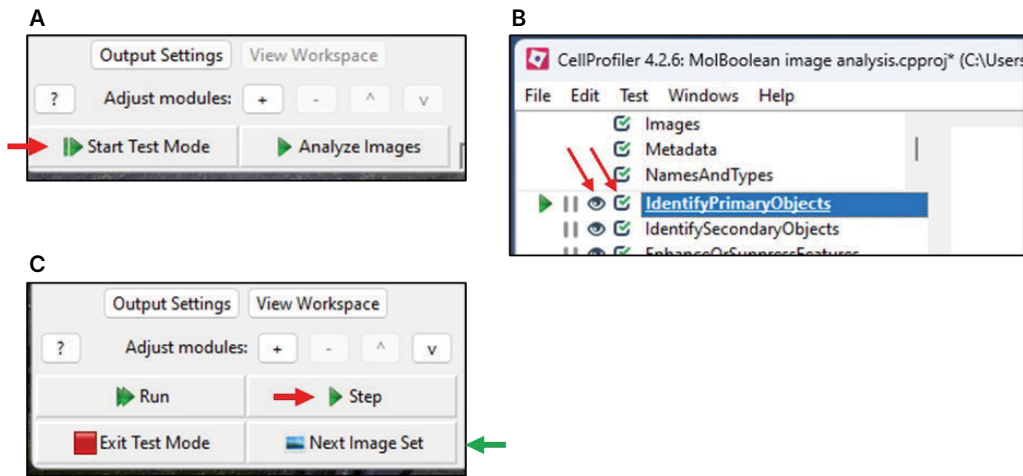 A
Output Settings View Workspace
? Adjust modules: + - ^ v
Start Test Mode Analyze Images
B
CellProfiler 4.2.6: MolBoolean image analysis.cpproj* (C:\Users
File Edit Test Windows Help
Images
Metadata
NamesAndTypes
IdentifyPrimaryObjects
IdentifySecondaryObjects
EnhanceOrSuppressFeatures
C
Output Settings View Workspace
? Adjust modules: + - ^ v
Run Step
Exit Test Mode Next Image Set